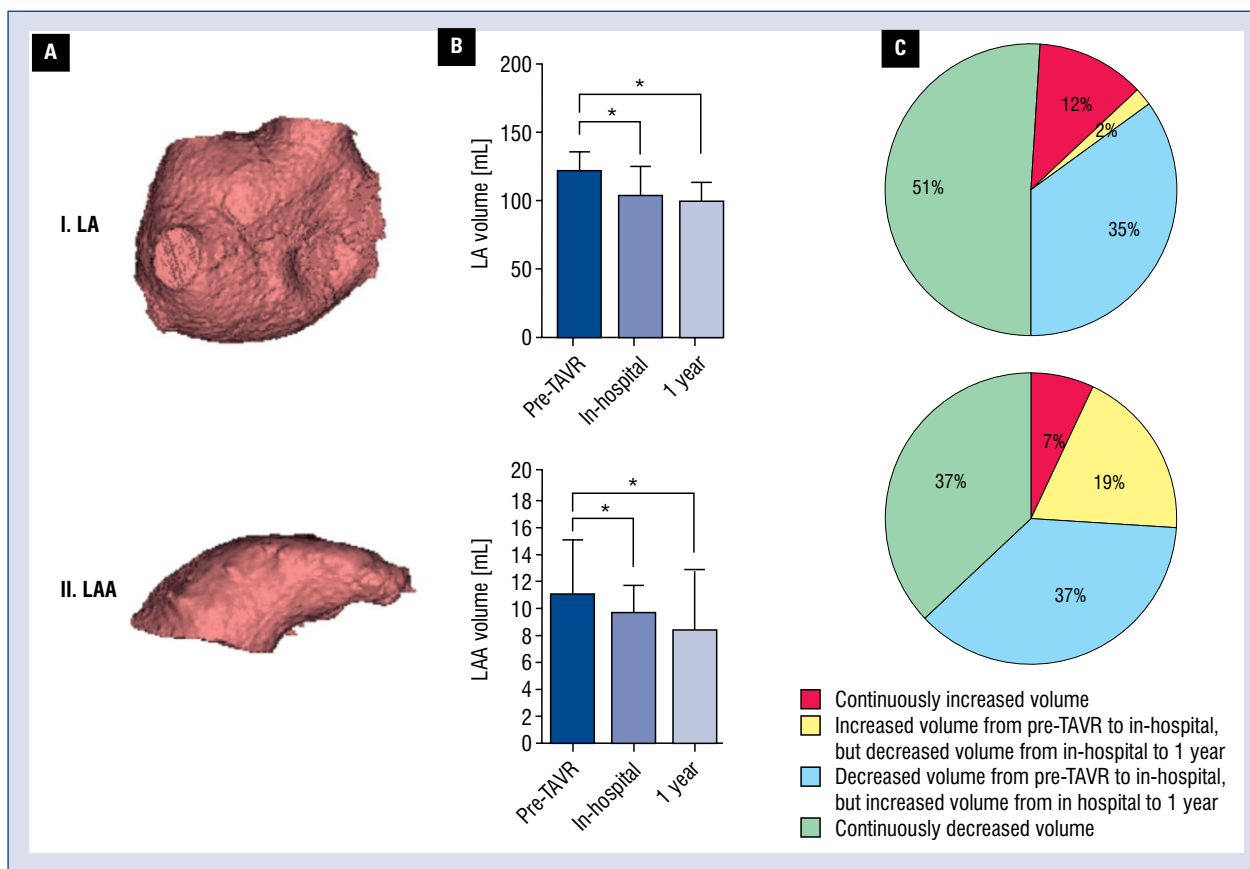 A
I. LA
II. LAA
B
200
150
100
50
0
LA volume [mL]
*
*
Pre-TAVR
In-hospital
1 year
20
18
16
14
12
10
8
6
4
2
0
LAA volume [mL]
*
*
Pre-TAVR
In-hospital
1 year
C
12%
2%
35%
51%
7%
19%
37%
37%
Continuously increased volume
Increased volume from pre-TAVR to in-hospital,
but decreased volume from in-hospital to 1 year
Decreased volume from pre-TAVR to in-hospital,
but increased volume from in hospital to 1 year
Continuously decreased volume